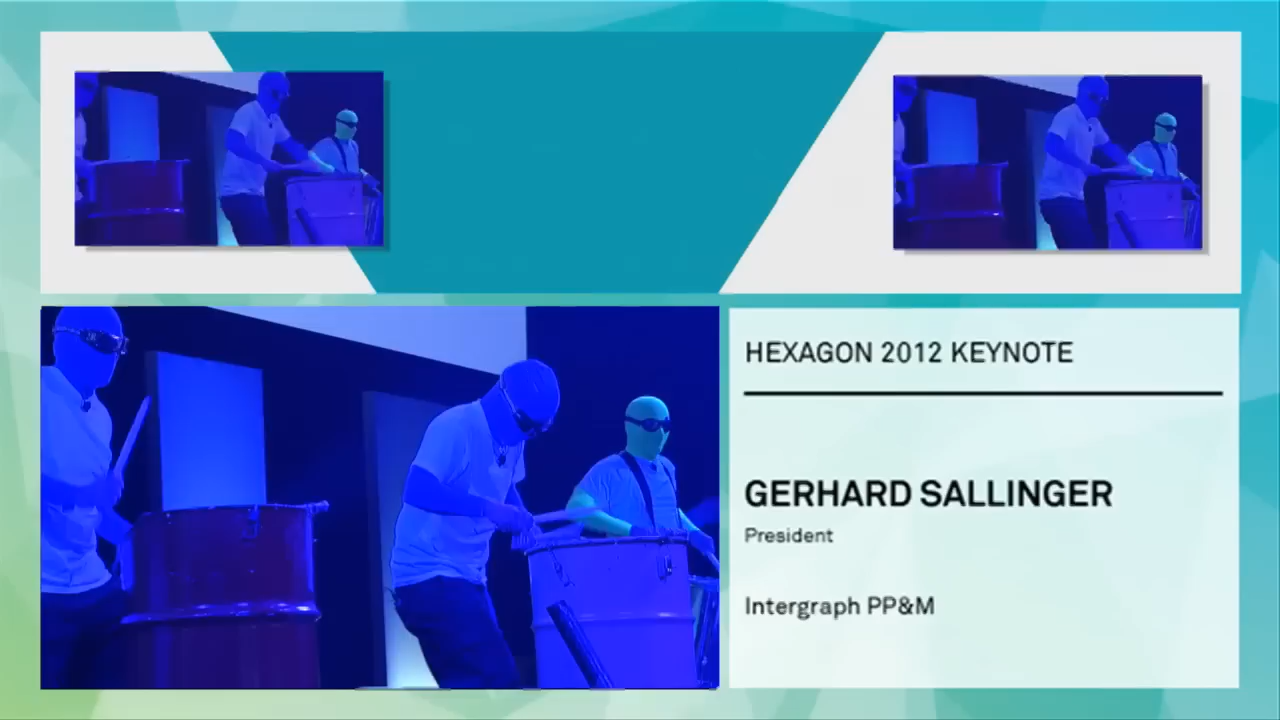 HEXAGON 2012 KEYNOTE
GERHARD SALLINGER
President
Intergraph PP&M